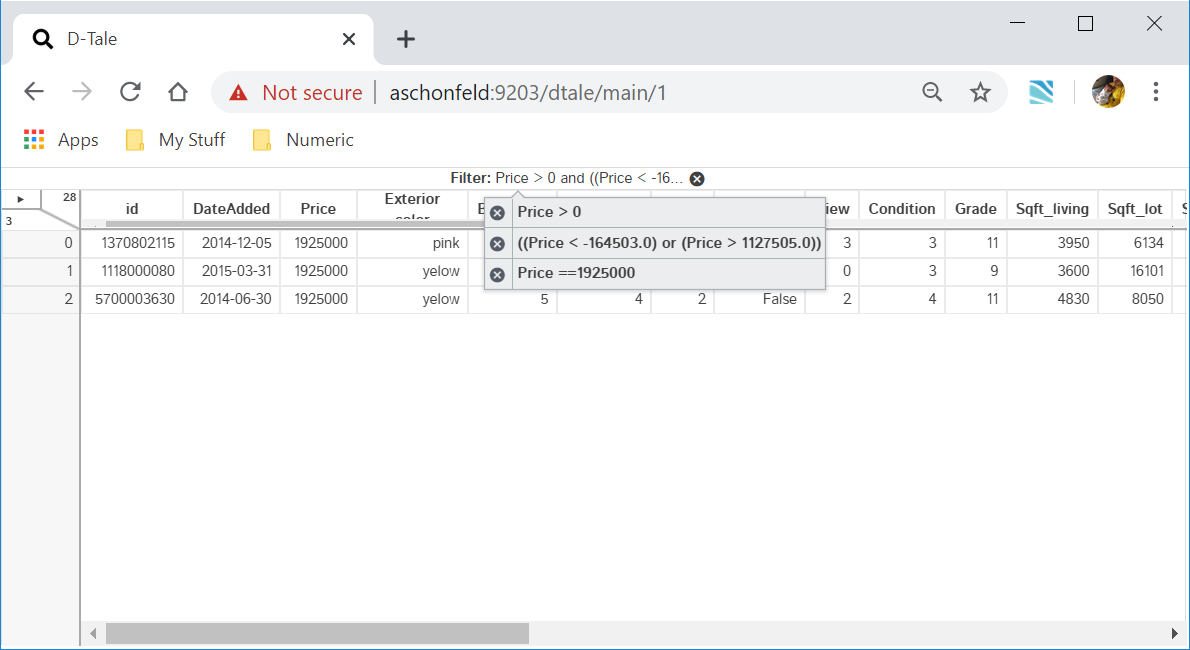 D-Tale
Not secure | aschonfeld:9203/dtale/main/1
Apps My Stuff Numeric
Filter: Price > 0 and ((Price < -16...
28
3
id DateAdded Price Exterior Condition Grade Sqft_living Sqft_lot
Price > 0
((Price < -164503.0) or (Price > 1127505.0))
Price ==1925000
0 1370802115 2014-12-05 1925000 pink 3 3 11 3950 6134
1 1118000080 2015-03-31 1925000 yelow 0 3 9 3600 16101
2 5700003630 2014-06-30 1925000 yelow 5 4 2 False 2 4 11 4830 8050